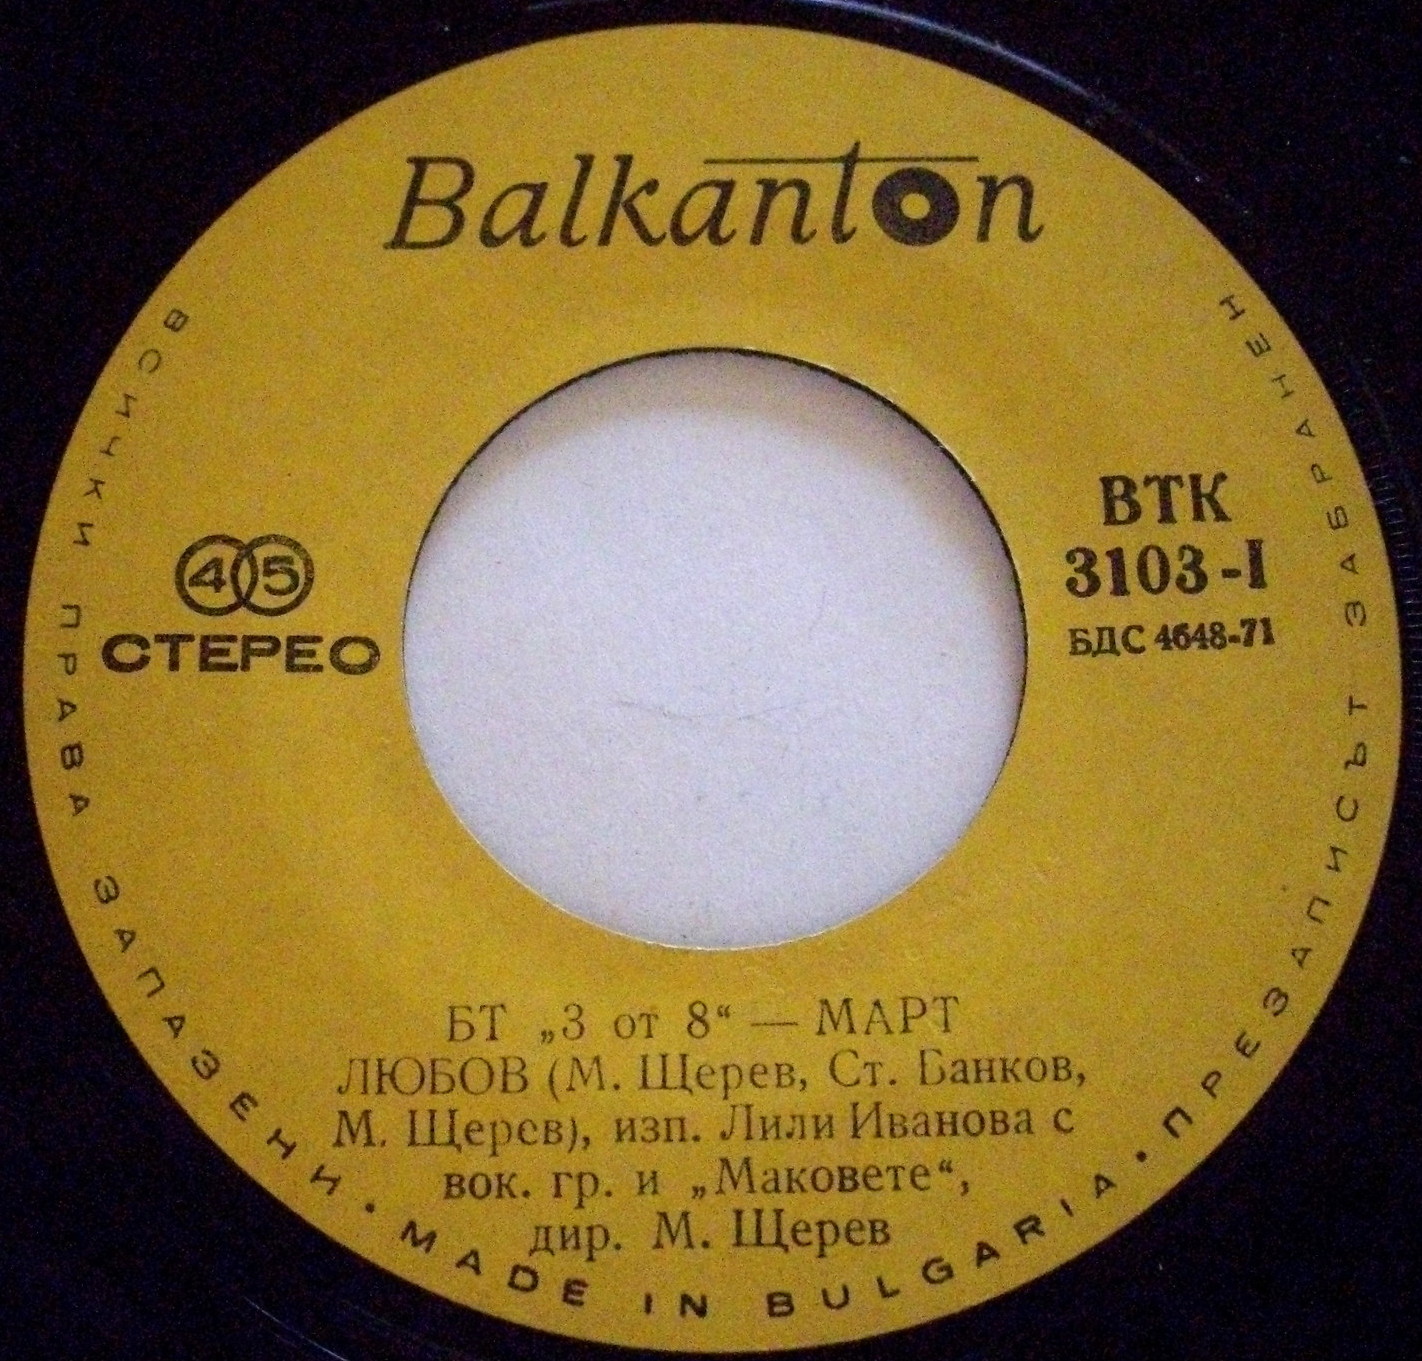 Balkanton
45
СТЕРЕО
ВТК
3103-I
БДС 4648-71
БТ „3 от 8“ — МАРТ
ЛЮБОВ (М. Щерев, Ст. Банков,
М. Щерев), изп. Лили Иванова с
вок. гр. и „Маковете“,
дир. М. Щерев
ВСИЧКИ ПРАВА ЗАПАЗЕНИ · MADE IN BULGARIA · ПРЕЗАПИСЪТ ЗАБРАНЕН